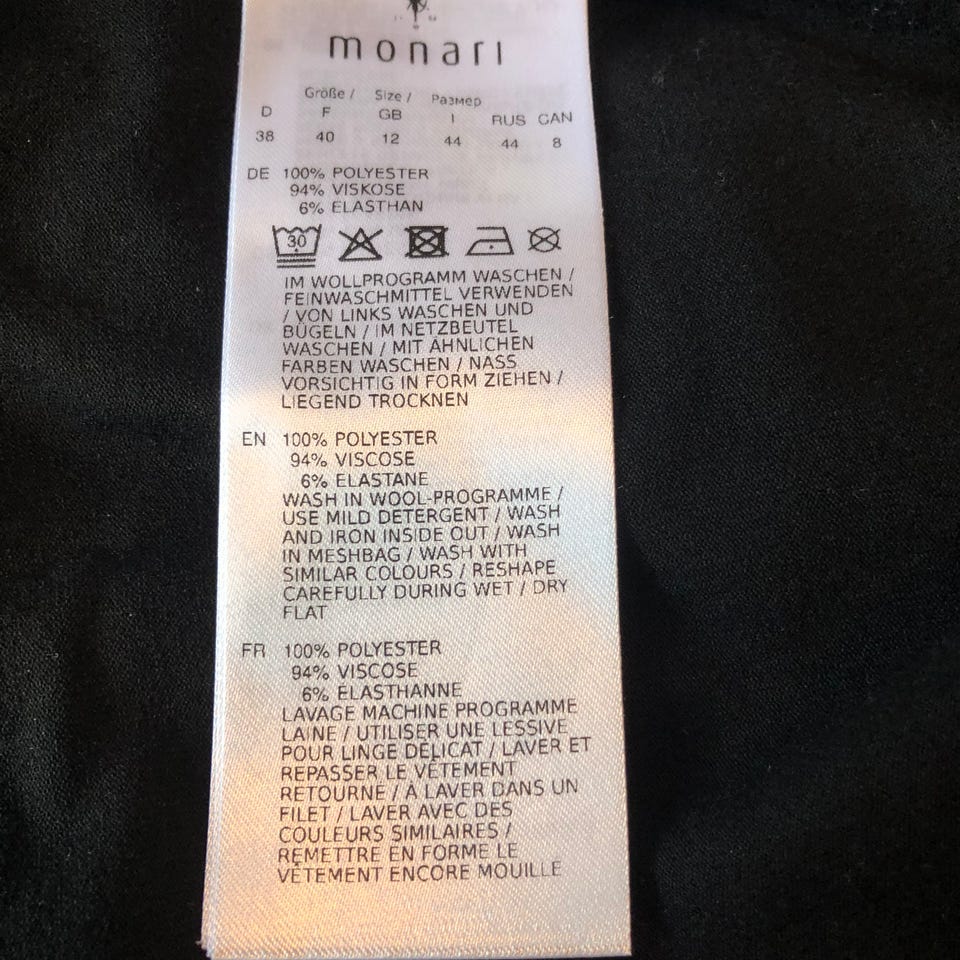 monari
Größe / Size / Размер
D F GB I RUS CAN
38 40 12 44 44 8
DE 100% POLYESTER
94% VISKOSE
6% ELASTHAN
30
IM WOLLPROGRAMM WASCHEN /
FEINWASCHMITTEL VERWENDEN
/ VON LINKS WASCHEN UND
BÜGELN / IM NETZBEUTEL
WASCHEN / MIT ÄHNLICHEN
FARBEN WASCHEN / NASS
VORSICHTIG IN FORM ZIEHEN /
LIEGEND TROCKNEN
EN 100% POLYESTER
94% VISCOSE
6% ELASTANE
WASH IN WOOL-PROGRAMME /
USE MILD DETERGENT / WASH
AND IRON INSIDE OUT / WASH
IN MESHBAG / WASH WITH
SIMILAR COLOURS / RESHAPE
CAREFULLY DURING WET / DRY
FLAT
FR 100% POLYESTER
94% VISCOSE
6% ÉLASTHANNE
LAVAGE MACHINE PROGRAMME
LAINE / UTILISER UNE LESSIVE
POUR LINGE DÉLICAT / LAVER ET
REPASSER LE VÊTEMENT
RETOURNÉ / À LAVER DANS UN
FILET / LAVER AVEC DES
COULEURS SIMILAIRES /
REMETTRE EN FORME LE
VÊTEMENT ENCORE MOUILLÉ